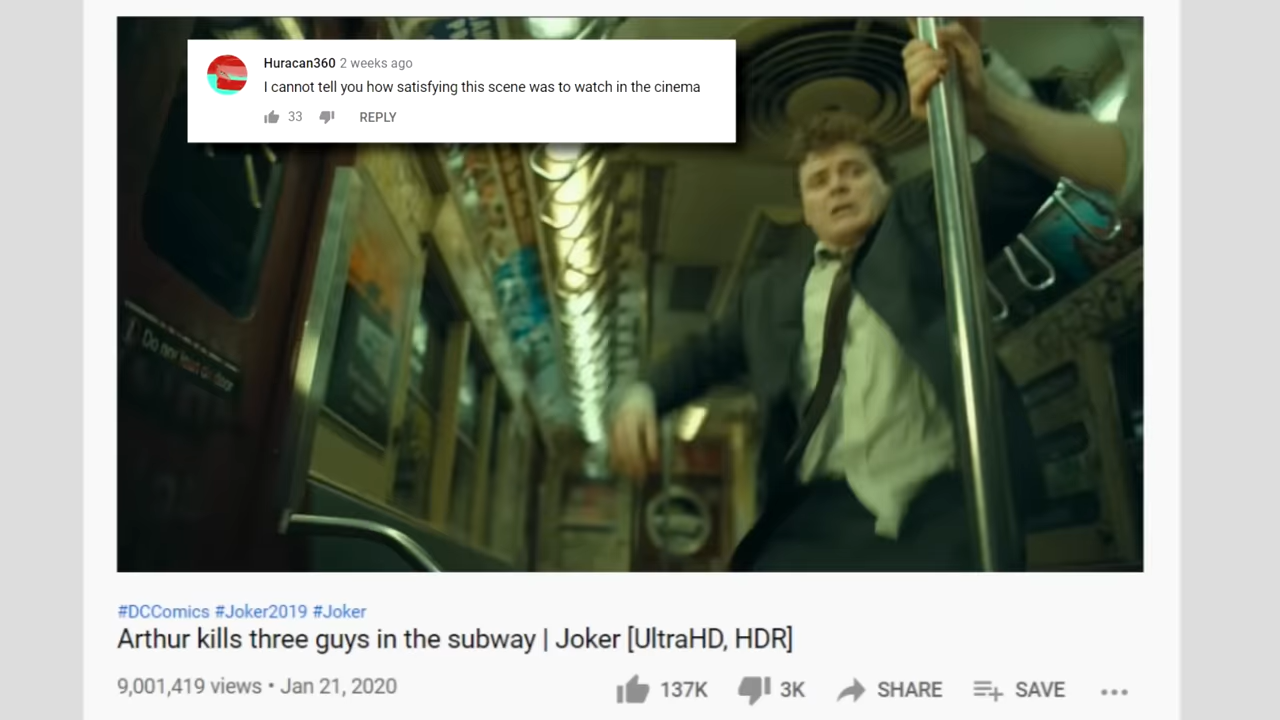 Huracan360 2 weeks ago
I cannot tell you how satisfying this scene was to watch in the cinema
33 REPLY
Do not
#DCComics #Joker2019 #Joker
Arthur kills three guys in the subway | Joker [UltraHD, HDR]
9,001,419 views • Jan 21, 2020
137K 3K SHARE SAVE